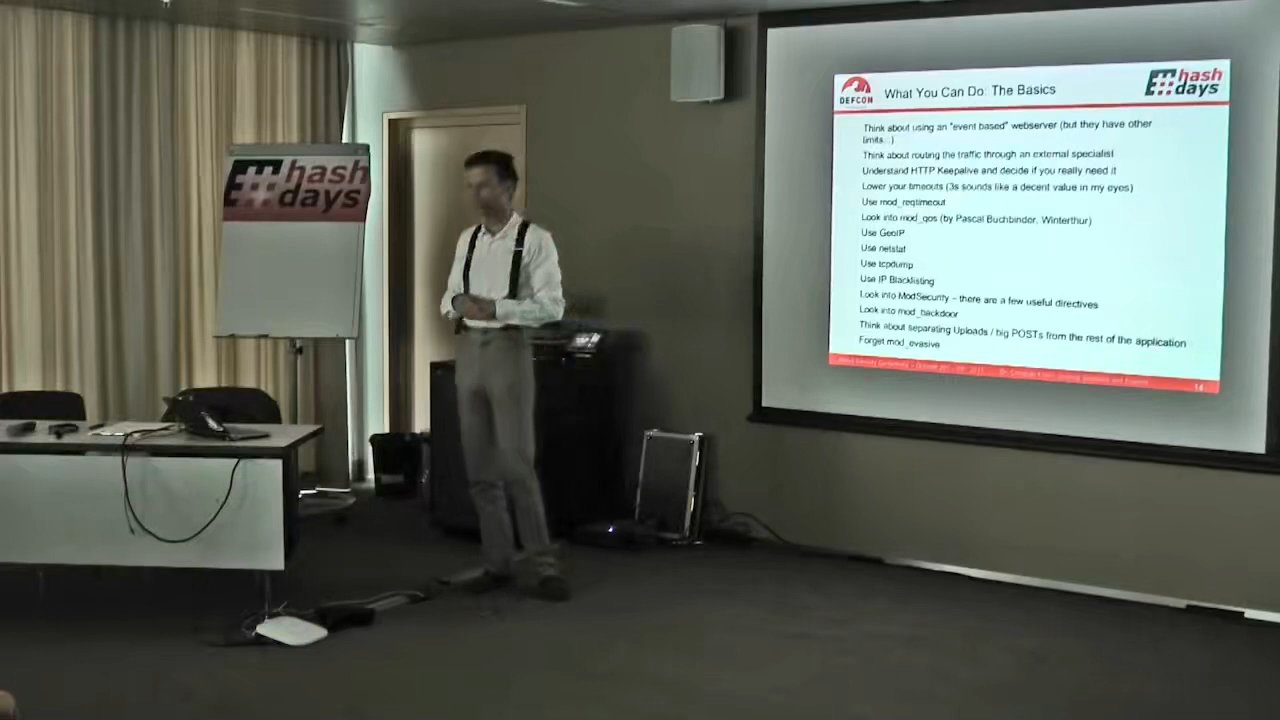 hash
days
DEFCON
What You Can Do: The Basics
hash
days
Think about using an "event based" webserver (but they have other
limits...)
Think about routing the traffic through an external specialist
Understand HTTP Keepalive and decide if you really need it
Lower your timeouts (3s sounds like a decent value in my eyes)
Use mod_reqtimeout
Look into mod_qos (by Pascal Buchbinder, Winterthur)
Use GeoIP
Use netstat
Use tcpdump
Use IP Blacklisting
Look into ModSecurity – there are a few useful directives
Look into mod_backdoor
Think about separating Uploads / big POSTs from the rest of the application
Forget mod_evasive
14